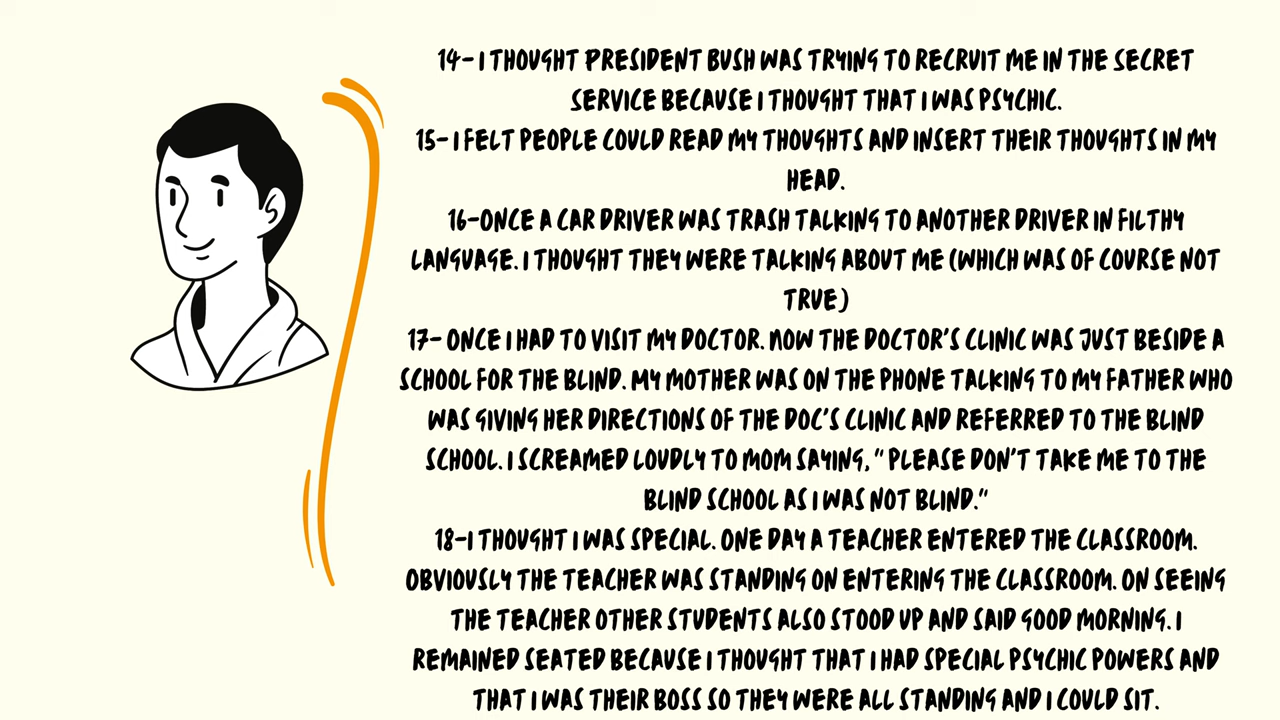 14- I THOUGHT PRESIDENT BUSH WAS TRYING TO RECRUIT ME IN THE SECRET
SERVICE BECAUSE I THOUGHT THAT I WAS PSYCHIC.
15- I FELT PEOPLE COULD READ MY THOUGHTS AND INSERT THEIR THOUGHTS IN MY
HEAD.
16-ONCE A CAR DRIVER WAS TRASH TALKING TO ANOTHER DRIVER IN FILTHY
LANGUAGE. I THOUGHT THEY WERE TALKING ABOUT ME (WHICH WAS OF COURSE NOT
TRUE)
17- ONCE I HAD TO VISIT MY DOCTOR. NOW THE DOCTOR'S CLINIC WAS JUST BESIDE A
SCHOOL FOR THE BLIND. MY MOTHER WAS ON THE PHONE TALKING TO MY FATHER WHO
WAS GIVING HER DIRECTIONS OF THE DOC'S CLINIC AND REFERRED TO THE BLIND
SCHOOL. I SCREAMED LOUDLY TO MOM SAYING, "PLEASE DON'T TAKE ME TO THE
BLIND SCHOOL AS I WAS NOT BLIND."
18-I THOUGHT I WAS SPECIAL. ONE DAY A TEACHER ENTERED THE CLASSROOM.
OBVIOUSLY THE TEACHER WAS STANDING ON ENTERING THE CLASSROOM. ON SEEING
THE TEACHER OTHER STUDENTS ALSO STOOD UP AND SAID GOOD MORNING. I
REMAINED SEATED BECAUSE I THOUGHT THAT I HAD SPECIAL PSYCHIC POWERS AND
THAT I WAS THEIR BOSS SO THEY WERE ALL STANDING AND I COULD SIT.